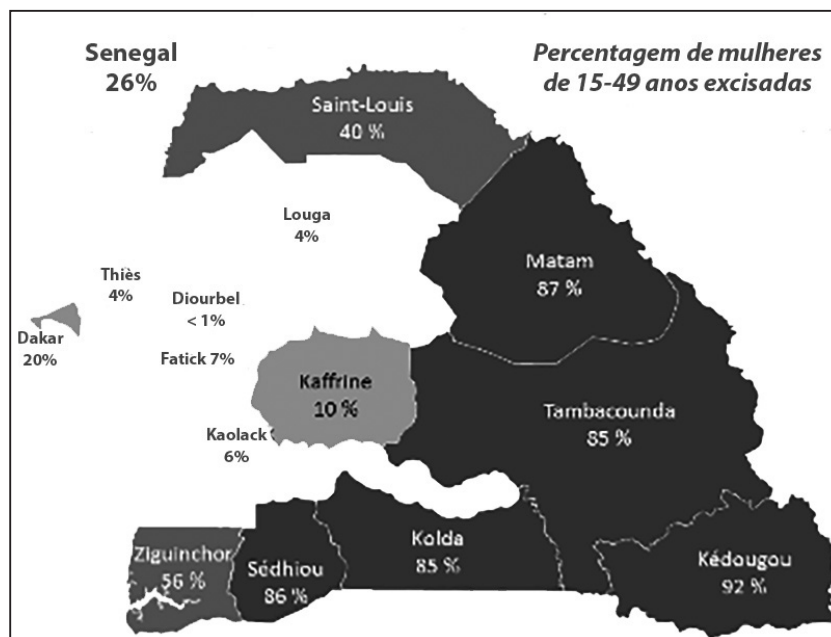 Senegal
26%
Percentagem de mulheres
de 15-49 anos excisadas
Saint-Louis
40 %
Louga
4%
Matam
87 %
Thiès
4%
Diourbel
< 1%
Dakar
20%
Fatick 7%
Kaffrine
10 %
Tambacounda
85 %
Kaolack
6%
Ziguinchor
56 %
Sédhiou
86 %
Kolda
85 %
Kédougou
92 %